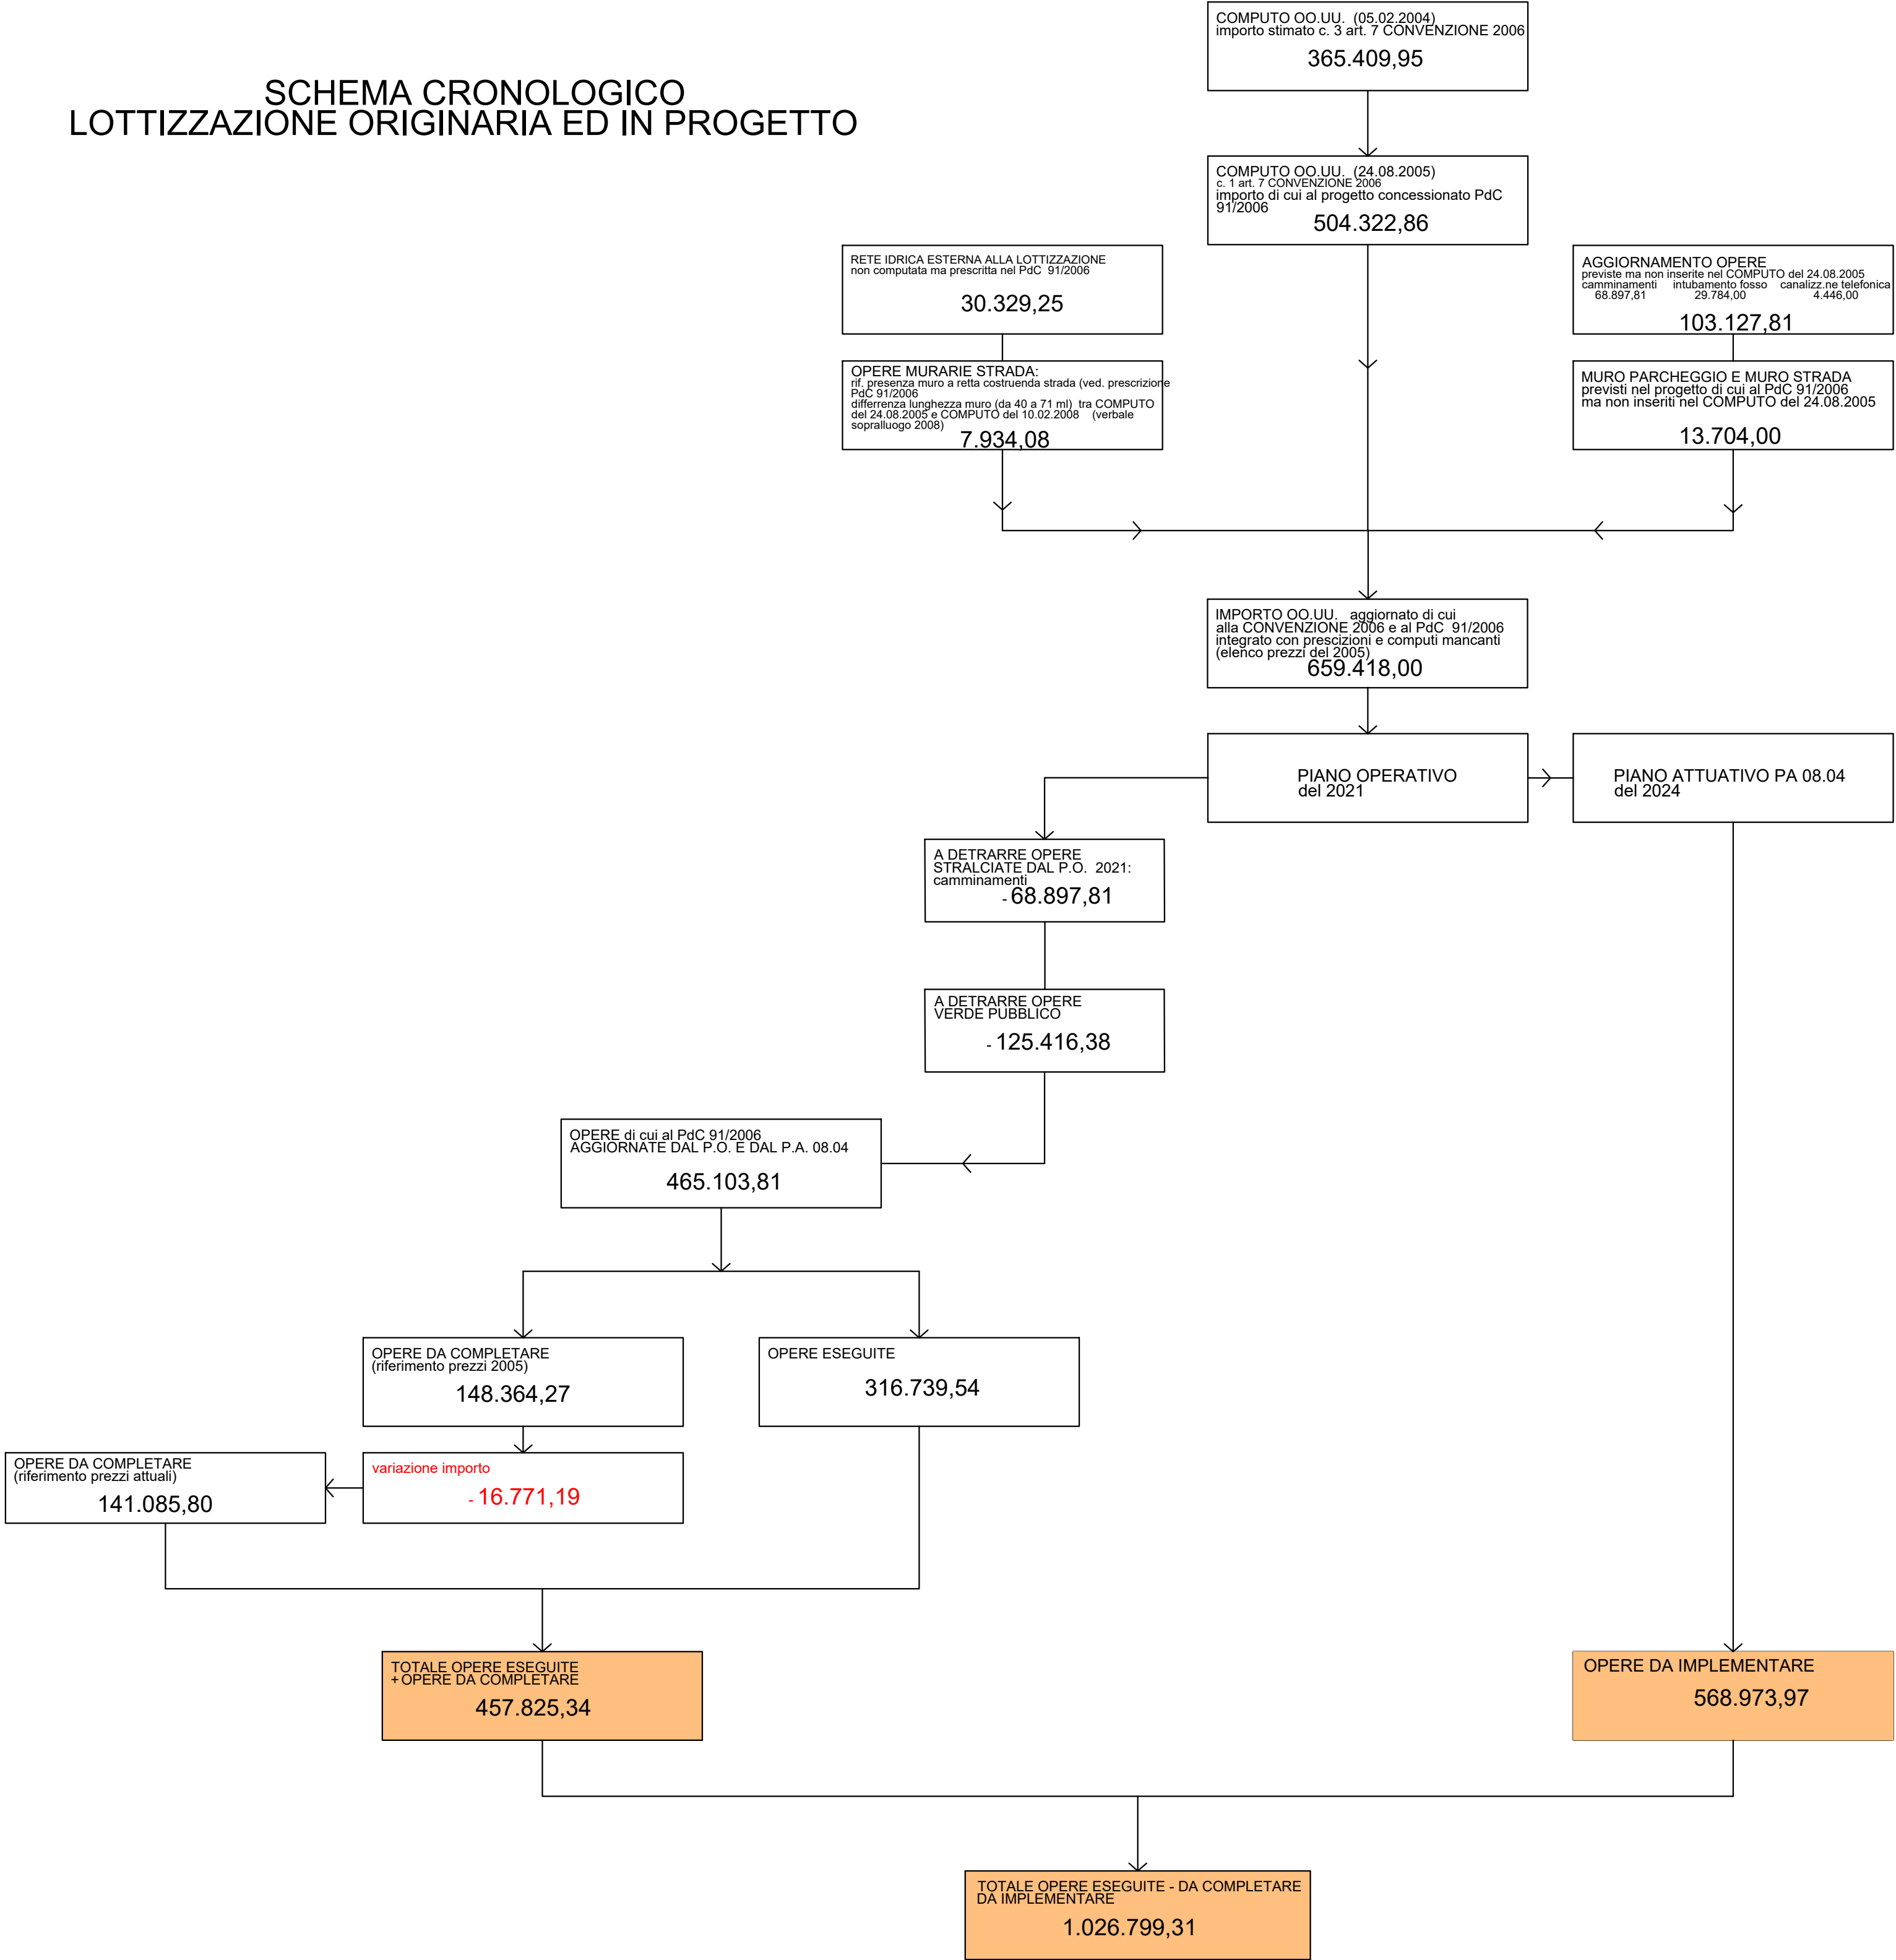 SCHEMA CRONOLOGICO
LOTTIZZAZIONE ORIGINARIA ED IN PROGETTO
COMPUTO OO.UU. (05.02.2004)
importo stimato c. 3 art. 7 CONVENZIONE 2006
365.409,95
COMPUTO OO.UU. (24.08.2005)
c. 1 art. 7 CONVENZIONE 2006
importo di cui al progetto concessionato PdC
91/2006
504.322,86
RETE IDRICA ESTERNA ALLA LOTTIZZAZIONE
non computata ma prescritta nel PdC 91/2006
30.329,25
AGGIORNAMENTO OPERE
previste ma non inserite nel COMPUTO del 24.08.2005
camminamenti intubamento fosso canalizz.ne telefonica
68.897,81 29.784,00 4.446,00
103.127,81
OPERE MURARIE STRADA:
rif. presenza muro a retta costruenda strada (ved. prescrizione
PdC 91/2006
differrenza lunghezza muro (da 40 a 71 ml) tra COMPUTO
del 24.08.2005 e COMPUTO del 10.02.2008 (verbale
sopralluogo 2008)
7.934,08
MURO PARCHEGGIO E MURO STRADA
previsti nel progetto di cui al PdC 91/2006
ma non inseriti nel COMPUTO del 24.08.2005
13.704,00
IMPORTO OO.UU. aggiornato di cui
alla CONVENZIONE 2006 e al PdC 91/2006
integrato con prescizioni e computi mancanti
(elenco prezzi del 2005)
659.418,00
PIANO OPERATIVO
del 2021
PIANO ATTUATIVO PA 08.04
del 2024
A DETRARRE OPERE
STRALCIATE DAL P.O. 2021:
camminamenti
- 68.897,81
A DETRARRE OPERE
VERDE PUBBLICO
- 125.416,38
OPERE di cui al PdC 91/2006
AGGIORNATE DAL P.O. E DAL P.A. 08.04
465.103,81
OPERE DA COMPLETARE
(riferimento prezzi 2005)
148.364,27
OPERE ESEGUITE
316.739,54
OPERE DA COMPLETARE
(riferimento prezzi attuali)
141.085,80
variazione importo
- 16.771,19
TOTALE OPERE ESEGUITE
+ OPERE DA COMPLETARE
457.825,34
OPERE DA IMPLEMENTARE
568.973,97
TOTALE OPERE ESEGUITE - DA COMPLETARE
DA IMPLEMENTARE
1.026.799,31